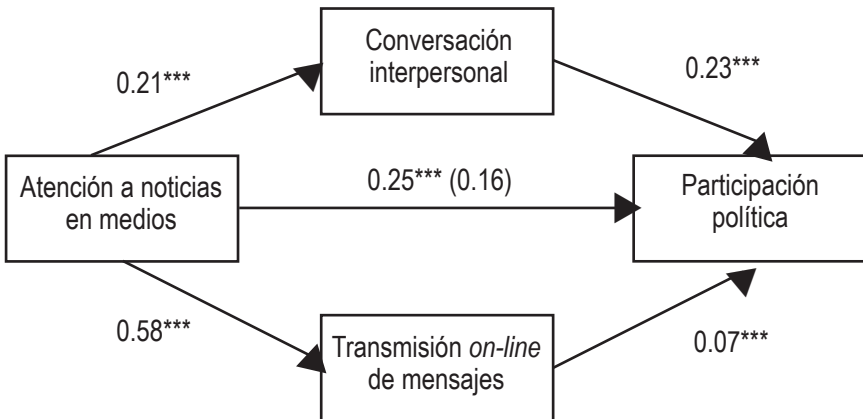 Conversación
interpersonal
0.21***
0.23***
Atención a noticias
en medios
0.25*** (0.16)
Participación
política
0.58***
Transmisión on-line
de mensajes
0.07***